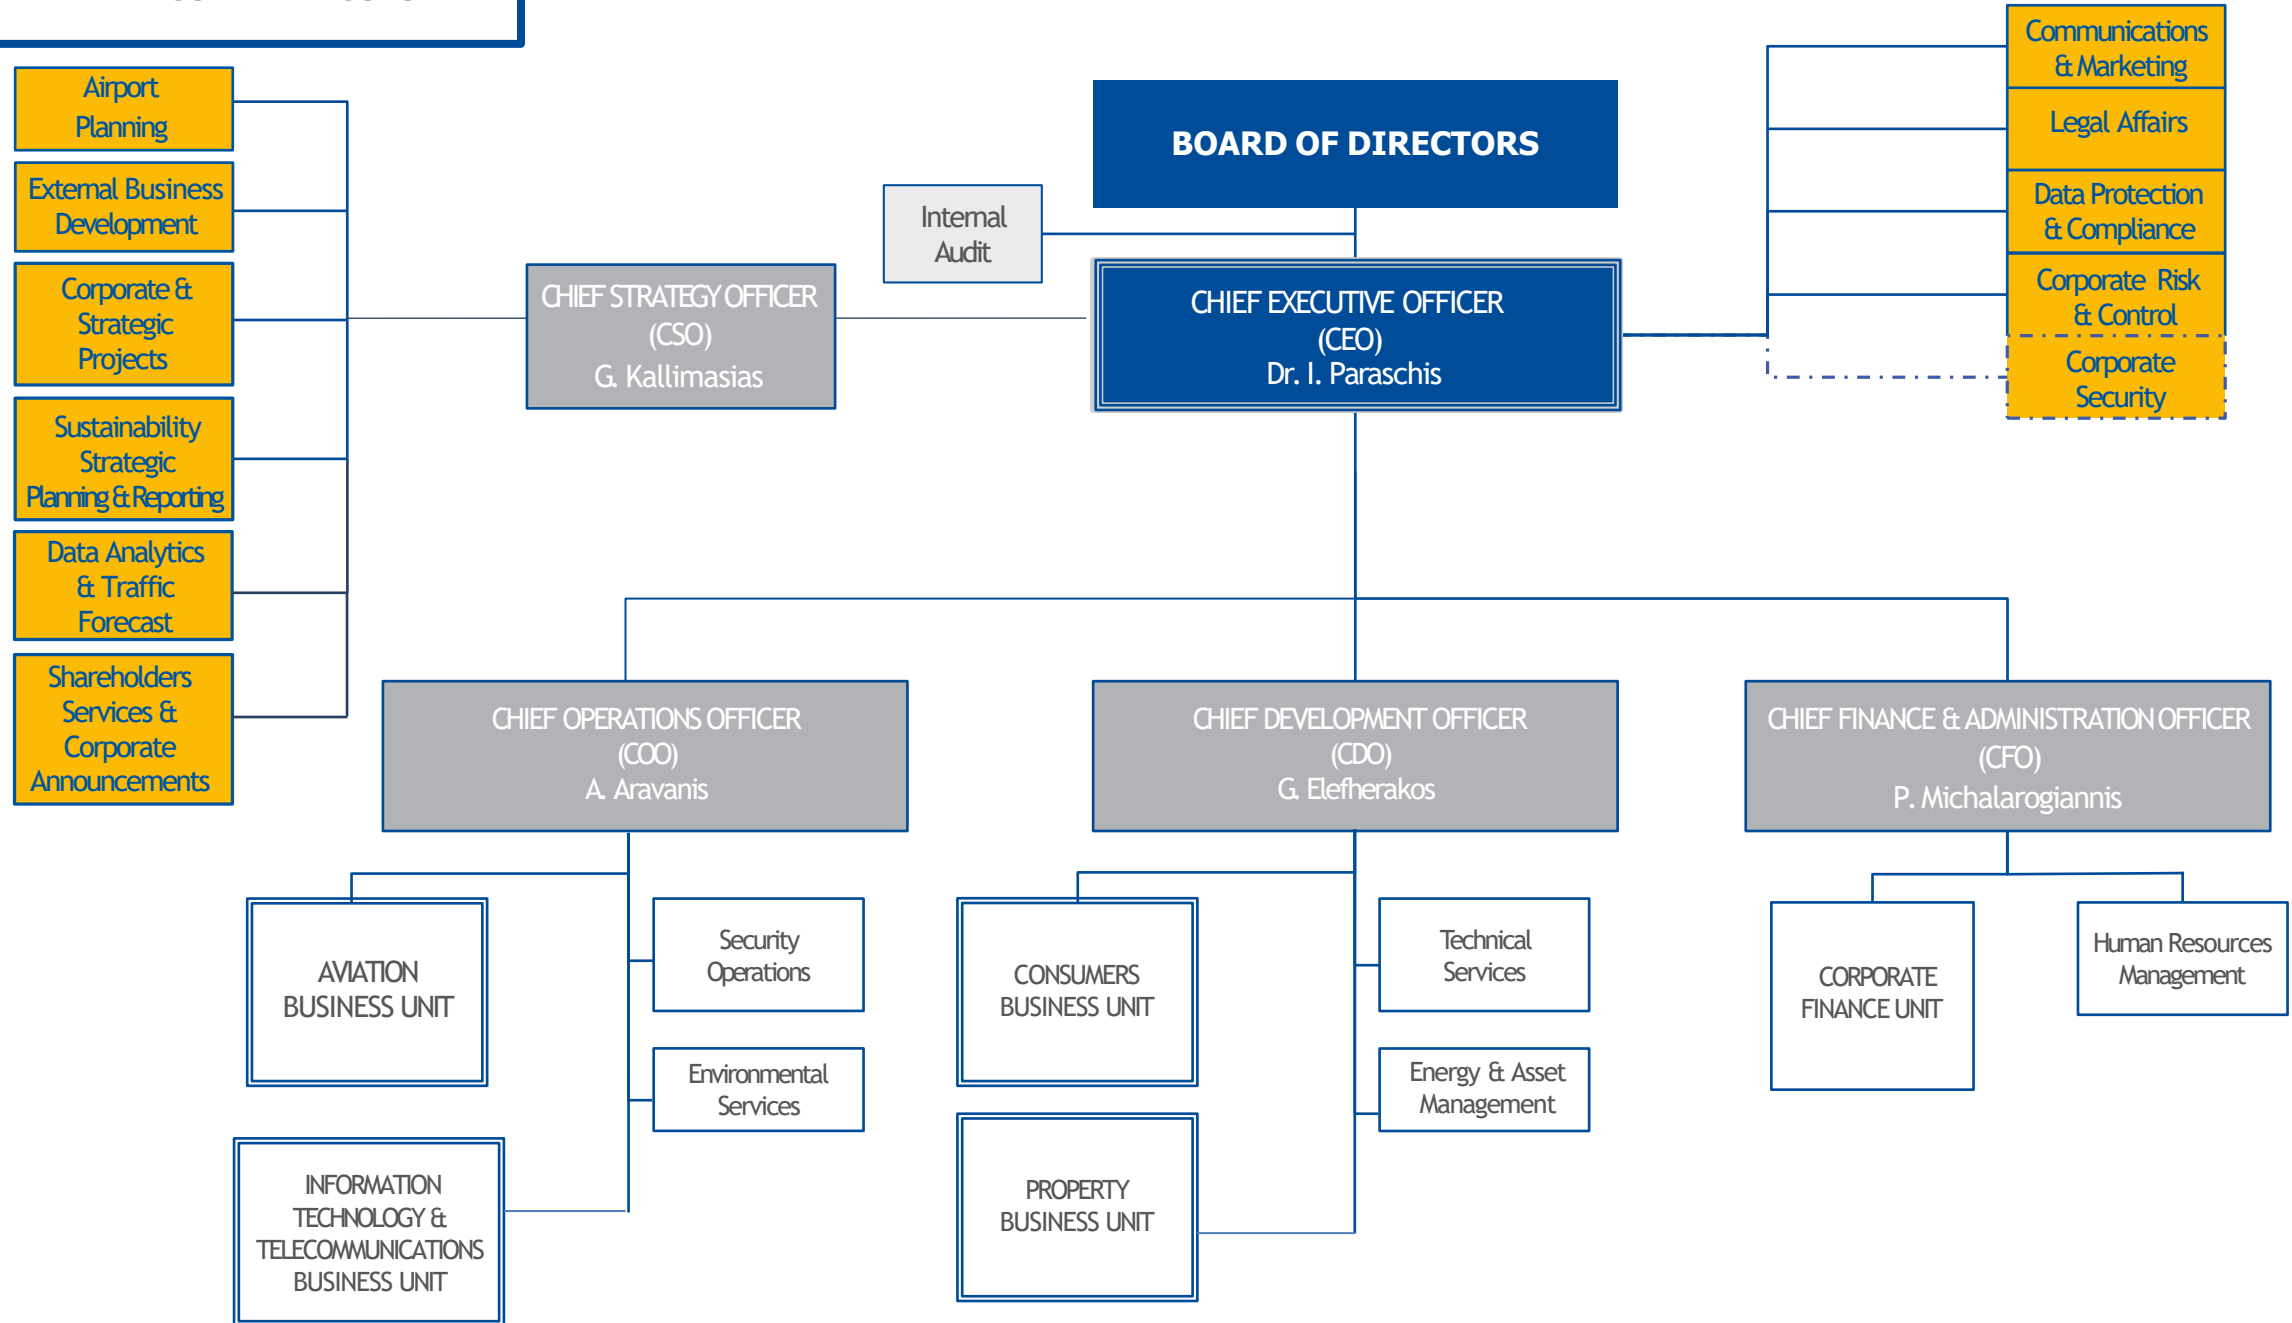 Airport
Planning
External Business
Development
Corporate &
Strategic
Projects
Sustainability
Strategic
Planning & Reporting
Data Analytics
& Traffic
Forecast
Shareholders
Services &
Corporate
Announcements
BOARD OF DIRECTORS
Internal
Audit
CHIEF STRATEGY OFFICER
(CSO)
G. Kallimasias
CHIEF EXECUTIVE OFFICER
(CEO)
Dr. I. Paraschis
Communications
& Marketing
Legal Affairs
Data Protection
& Compliance
Corporate Risk
& Control
Corporate
Security
CHIEF OPERATIONS OFFICER
(COO)
A. Aravanis
CHIEF DEVELOPMENT OFFICER
(CDO)
G. Elefherakos
CHIEF FINANCE & ADMINISTRATION OFFICER
(CFO)
P. Michalarogiannis
AVIATION
BUSINESS UNIT
Security
Operations
Environmental
Services
INFORMATION
TECHNOLOGY &
TELECOMMUNICATIONS
BUSINESS UNIT
CONSUMERS
BUSINESS UNIT
Technical
Services
Energy & Asset
Management
PROPERTY
BUSINESS UNIT
CORPORATE
FINANCE UNIT
Human Resources
Management